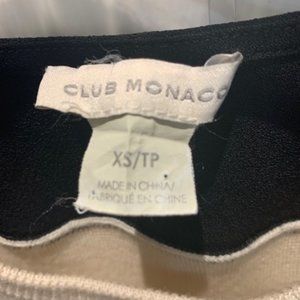 CLUB MONACO
XS/TP
MADE IN CHINA/
FABRIQUÉ EN CHINE